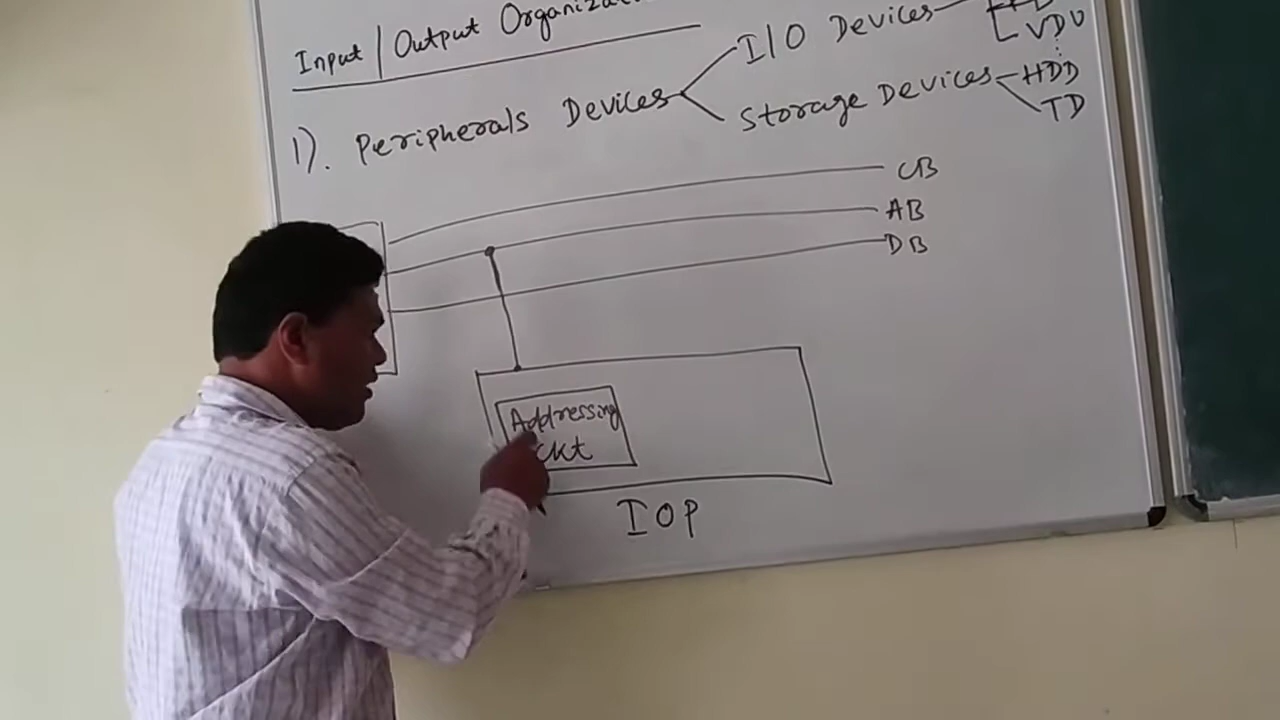 Input / Output
I/O Devices
VDU
1). Peripherals Devices
Storage Devices
HDD
TD
CB
AB
DB
Addressing
ckt
IOP